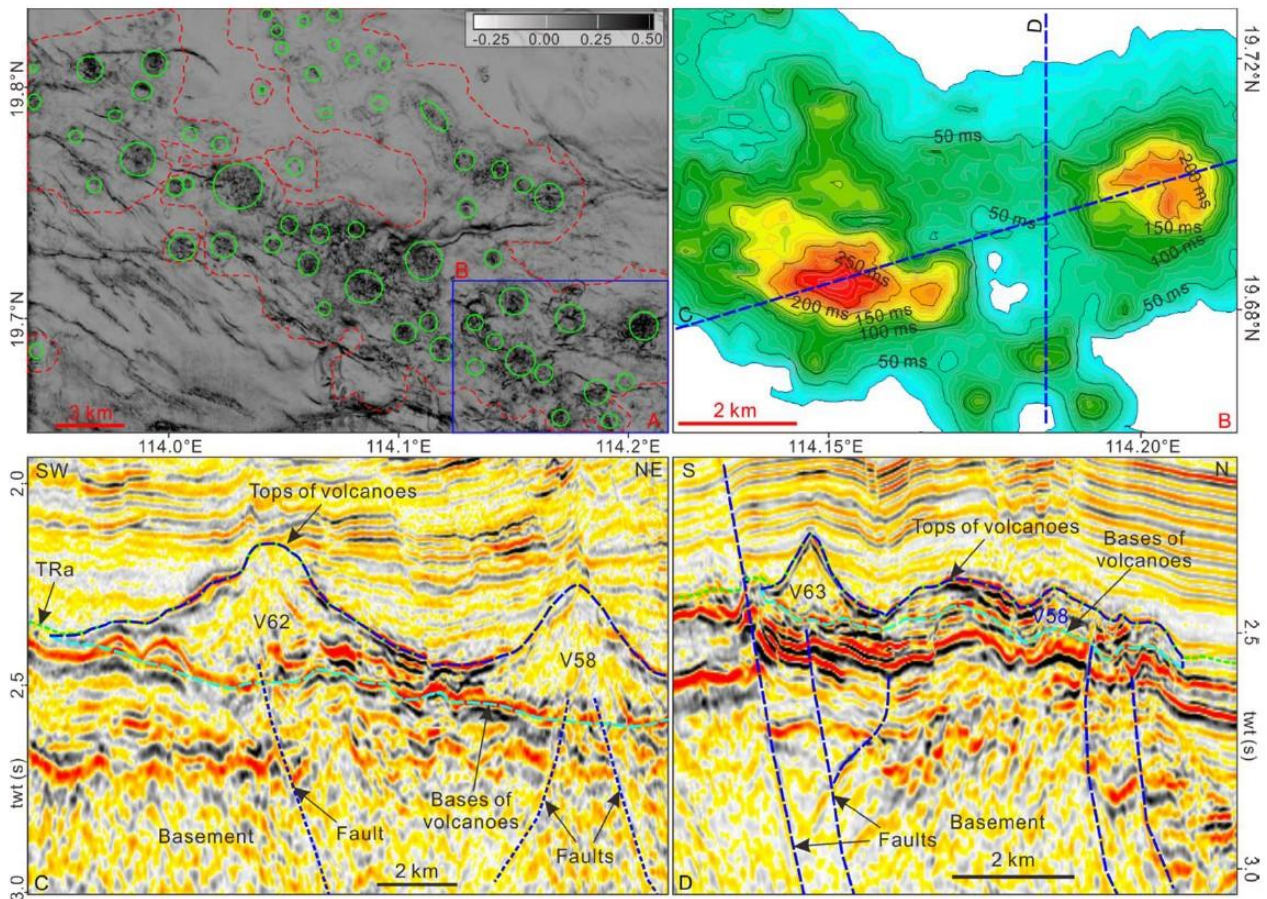 -0.25 0.00 0.25 0.50
19.8°N
19.7°N
B
3 km
A
114.0°E
114.1°E
114.2°E
D
19.72°N
50 ms
200 ms
50 ms
150 ms
100 ms
250 ms
C
200 ms
150 ms
100 ms
50 ms
50 ms
19.68°N
2 km
B
114.15°E
114.20°E
SW
NE
2.0
Tops of volcanoes
TRa
V62
V58
2.5
twt (s)
Bases of
volcanoes
Fault
Faults
Basement
2 km
3.0
C
S
N
Tops of volcanoes
Bases of
volcanoes
V63
V58
2.5
twt (s)
Faults
Basement
2 km
3.0
D